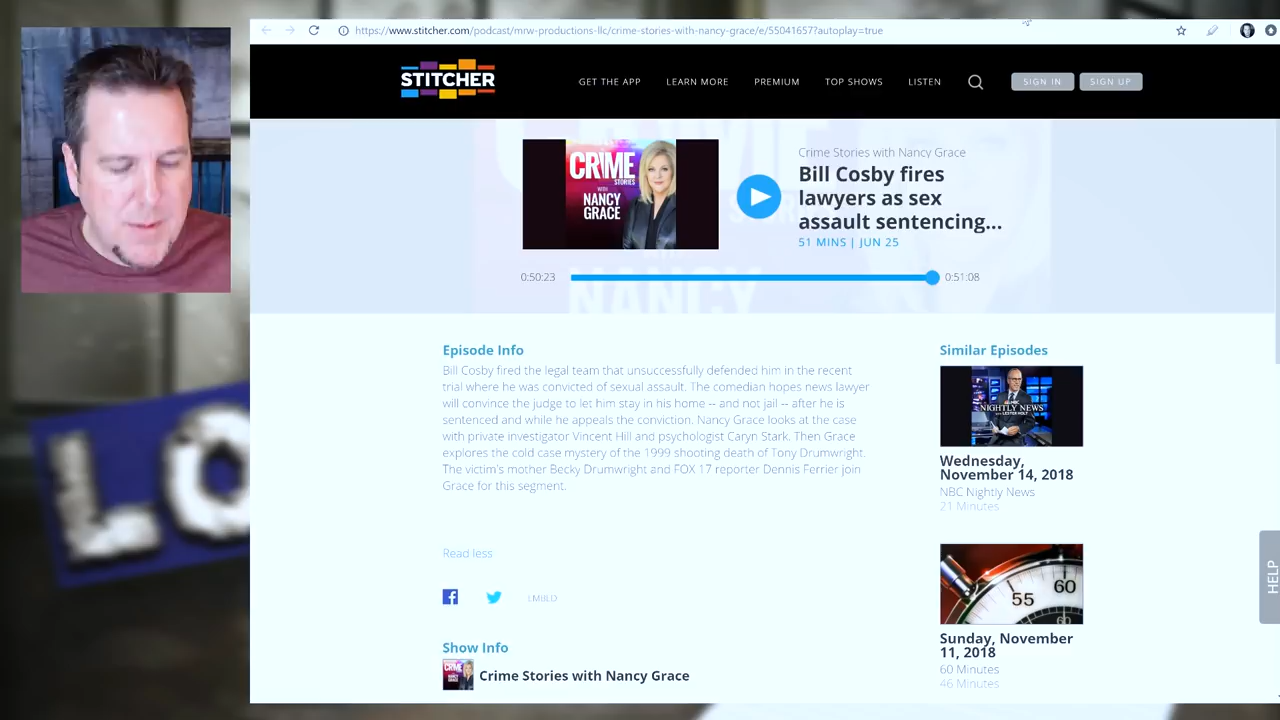 https://www.stitcher.com/podcast/mrw-productions-llc/crime-stories-with-nancy-grace/e/55041657?autoplay=true
STITCHER
GET THE APP
LEARN MORE
PREMIUM
TOP SHOWS
LISTEN
SIGN IN
SIGN UP
CRIME
STORIES
WITH
NANCY
GRACE
Crime Stories with Nancy Grace
Bill Cosby fires
lawyers as sex
assault sentencing...
51 MINS | JUN 25
0:50:23
0:51:08
Episode Info
Bill Cosby fired the legal team that unsuccessfully defended him in the recent
trial where he was convicted of sexual assault. The comedian hopes news lawyer
will convince the judge to let him stay in his home -- and not jail -- after he is
sentenced and while he appeals the conviction. Nancy Grace looks at the case
with private investigator Vincent Hill and psychologist Caryn Stark. Then Grace
explores the cold case mystery of the 1999 shooting death of Tony Drumwright.
The victim's mother Becky Drumwright and FOX 17 reporter Dennis Ferrier join
Grace for this segment.
Read less
EMBED
Show Info
Crime Stories with Nancy Grace
Similar Episodes
NIGHTLY NEWS
Wednesday,
November 14, 2018
NBC Nightly News
21 Minutes
55
60
60
Sunday, November
11, 2018
60 Minutes
46 Minutes
HELP